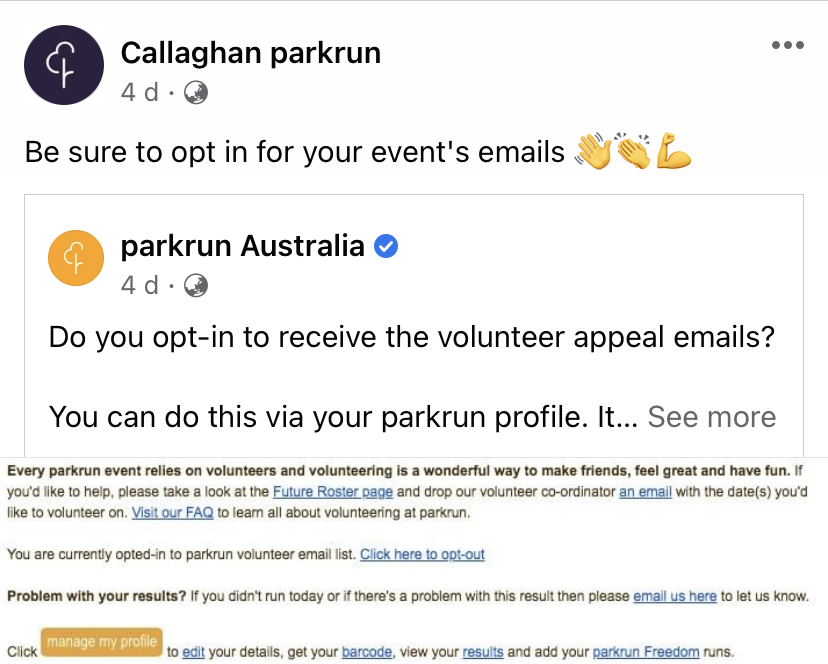 Callaghan parkrun
4 d ·
Be sure to opt in for your event's emails 👋👏💪
parkrun Australia
4 d ·
Do you opt-in to receive the volunteer appeal emails?
You can do this via your parkrun profile. It... See more
Every parkrun event relies on volunteers and volunteering is a wonderful way to make friends, feel great and have fun. If
you'd like to help, please take a look at the Future Roster page and drop our volunteer co-ordinator an email with the date(s) you'd
like to volunteer on. Visit our FAQ to learn all about volunteering at parkrun.
You are currently opted-in to parkrun volunteer email list. Click here to opt-out
Problem with your results? If you didn't run today or if there's a problem with this result then please email us here to let us know.
Click manage my profile to edit your details, get your barcode, view your results and add your parkrun Freedom runs.